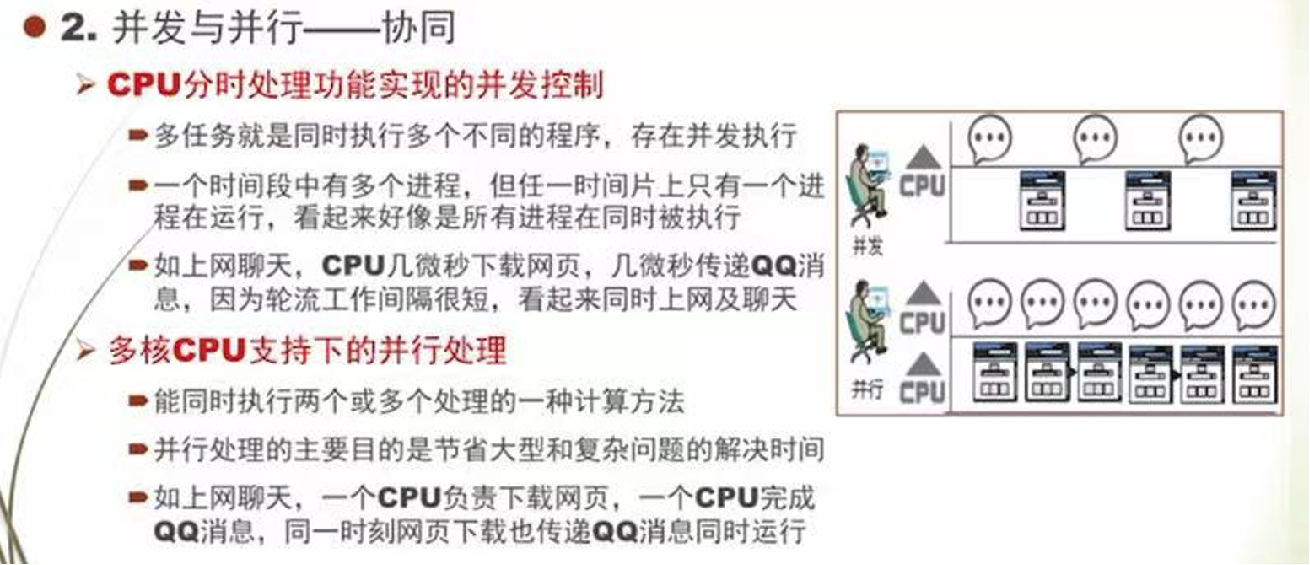 2. 并发与并行——协同
CPU分时处理功能实现的并发控制
多任务就是同时执行多个不同的程序，存在并发执行
一个时间段中有多个进程，但任一时间片上只有一个进
程在运行，看起来好像是所有进程在同时被执行
如上网聊天，CPU几微秒下载网页，几微秒传递QQ消
息，因为轮流工作间隔很短，看起来同时上网及聊天
多核CPU支持下的并行处理
能同时执行两个或多个处理的一种计算方法
并行处理的主要目的是节省大型和复杂问题的解决时间
如上网聊天，一个CPU负责下载网页，一个CPU完成
QQ消息，同一时刻网页下载也传递QQ消息同时运行
CPU
并发
CPU
并行
CPU